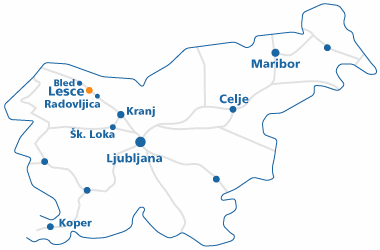 Maribor
Bled
Lesce
Radovljica
Celje
Kranj
Šk. Loka
Ljubljana
Koper